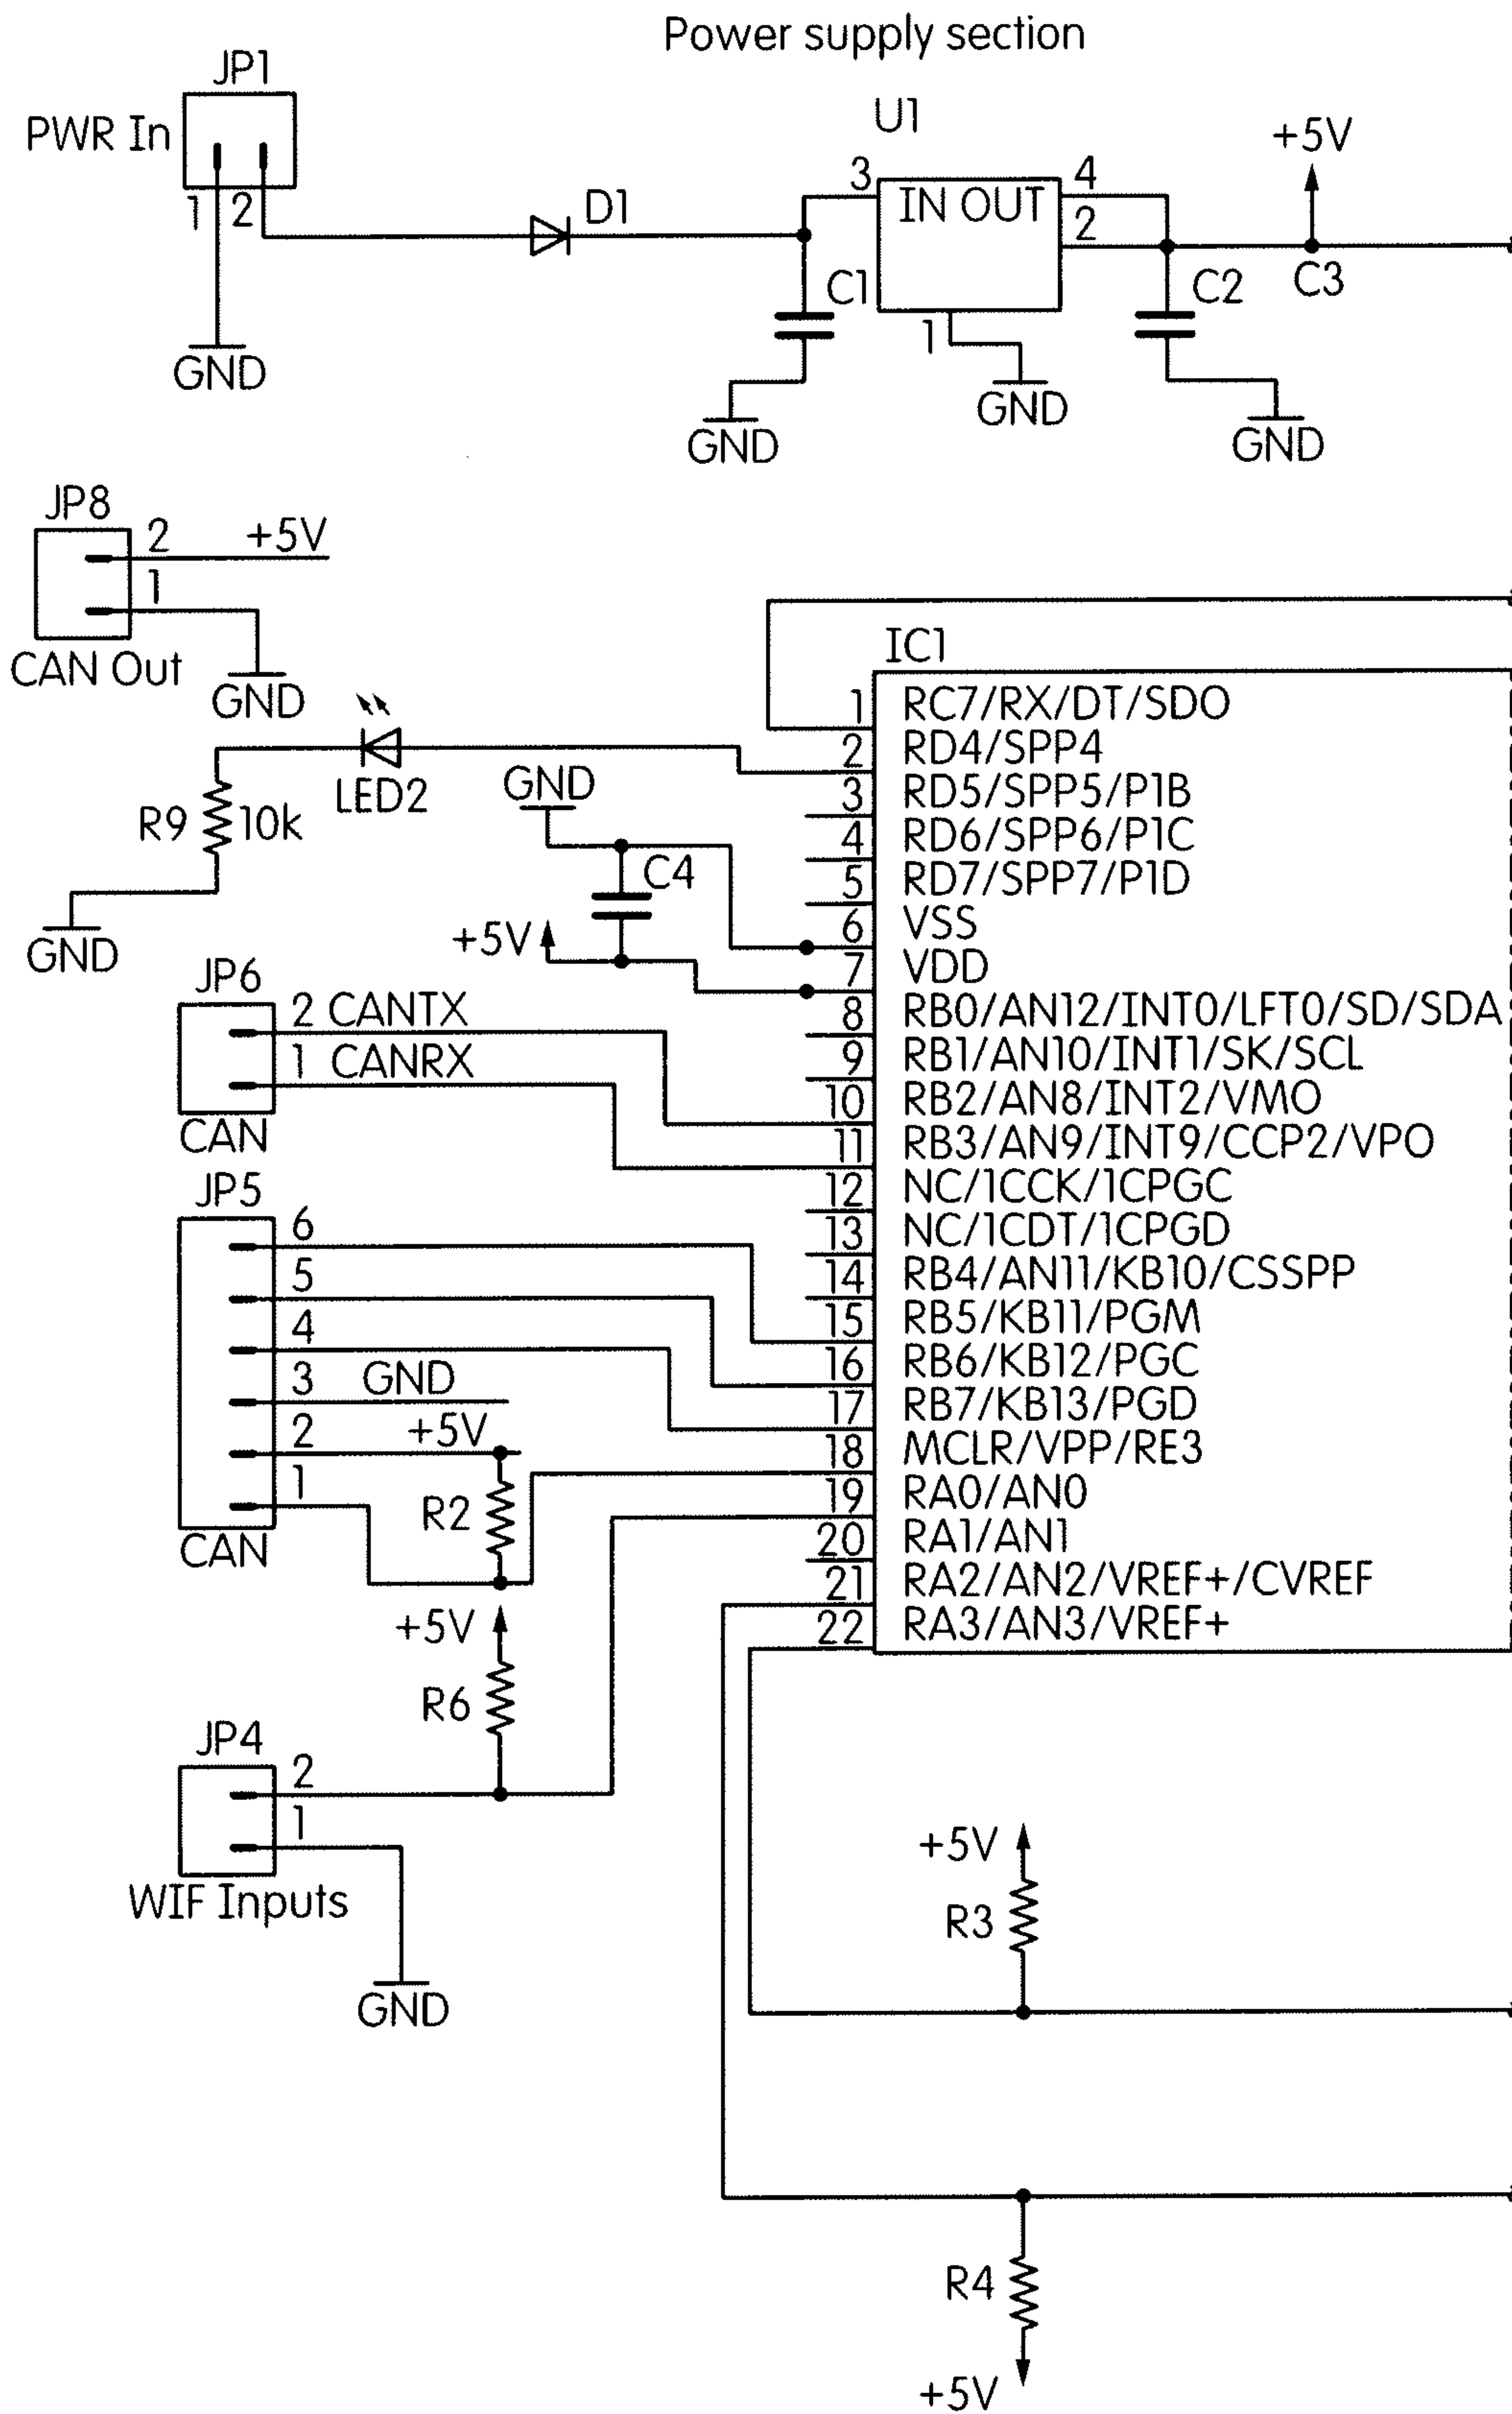 Power supply section
JP1
PWR In
1 2
GND
D1
U1
3
IN OUT
4
2
1
C1
GND
GND
+5V
C2
C3
GND
JP8
2
+5V
1
CAN Out
GND
LED2
R9
10k
GND
GND
C4
+5V
IC1
1 RC7/RX/DT/SDO
2 RD4/SPP4
3 RD5/SPP5/P1B
4 RD6/SPP6/P1C
5 RD7/SPP7/P1D
6 VSS
7 VDD
8 RB0/AN12/INT0/LFT0/SD/SDA
9 RB1/AN10/INT1/SK/SCL
10 RB2/AN8/INT2/VMO
11 RB3/AN9/INT9/CCP2/VPO
12 NC/1CCK/1CPGC
13 NC/1CDT/1CPGD
14 RB4/AN11/KB10/CSSPP
15 RB5/KB11/PGM
16 RB6/KB12/PGC
17 RB7/KB13/PGD
18 MCLR/VPP/RE3
19 RA0/AN0
20 RA1/AN1
21 RA2/AN2/VREF+/CVREF
22 RA3/AN3/VREF+
JP6
2 CANTX
1 CANRX
CAN
JP5
6
5
4
3 GND
2 +5V
1
R2
CAN
+5V
R6
JP4
2
1
WIF Inputs
GND
+5V
R3
R4
+5V